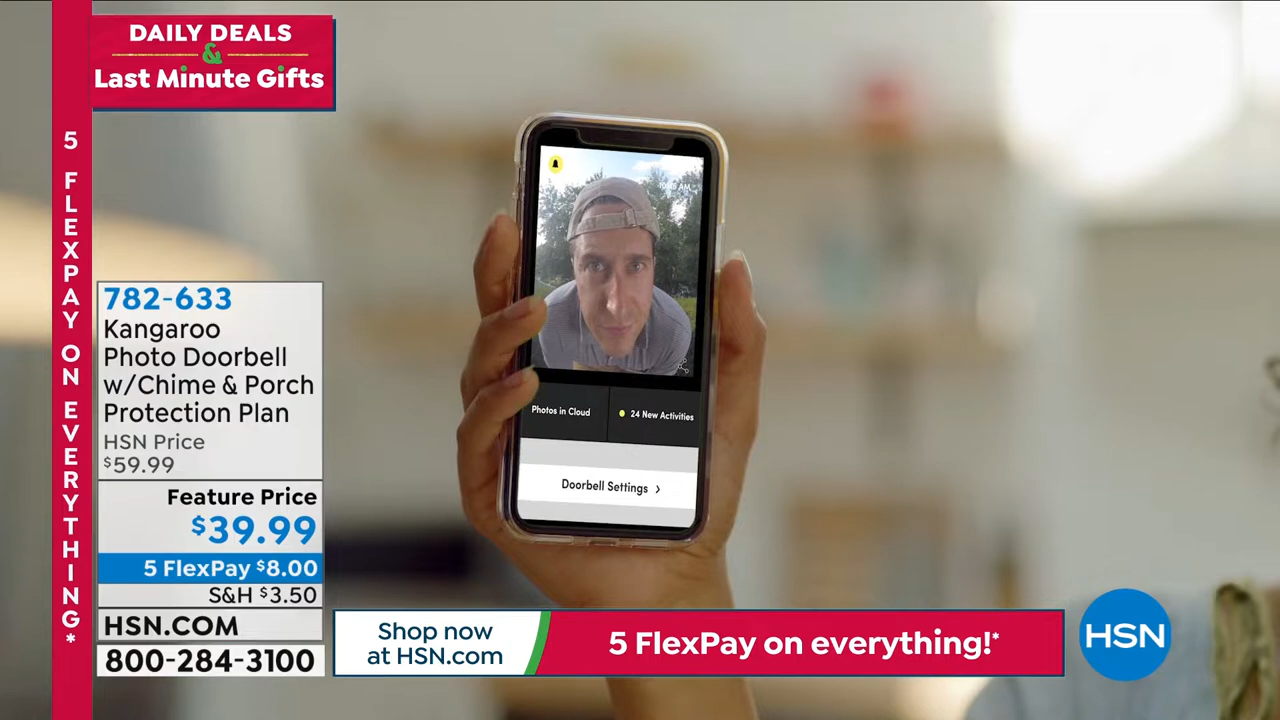 DAILY DEALS
&
Last Minute Gifts
5 FLEXPAY ON EVERYTHING*
782-633
Kangaroo
Photo Doorbell
w/Chime & Porch
Protection Plan
HSN Price
$59.99
Feature Price
$39.99
5 FlexPay $8.00
S&H $3.50
HSN.COM
800-284-3100
Photos in Cloud
24 New Activities
Doorbell Settings >
Shop now
at HSN.com
5 FlexPay on everything!*
HSN